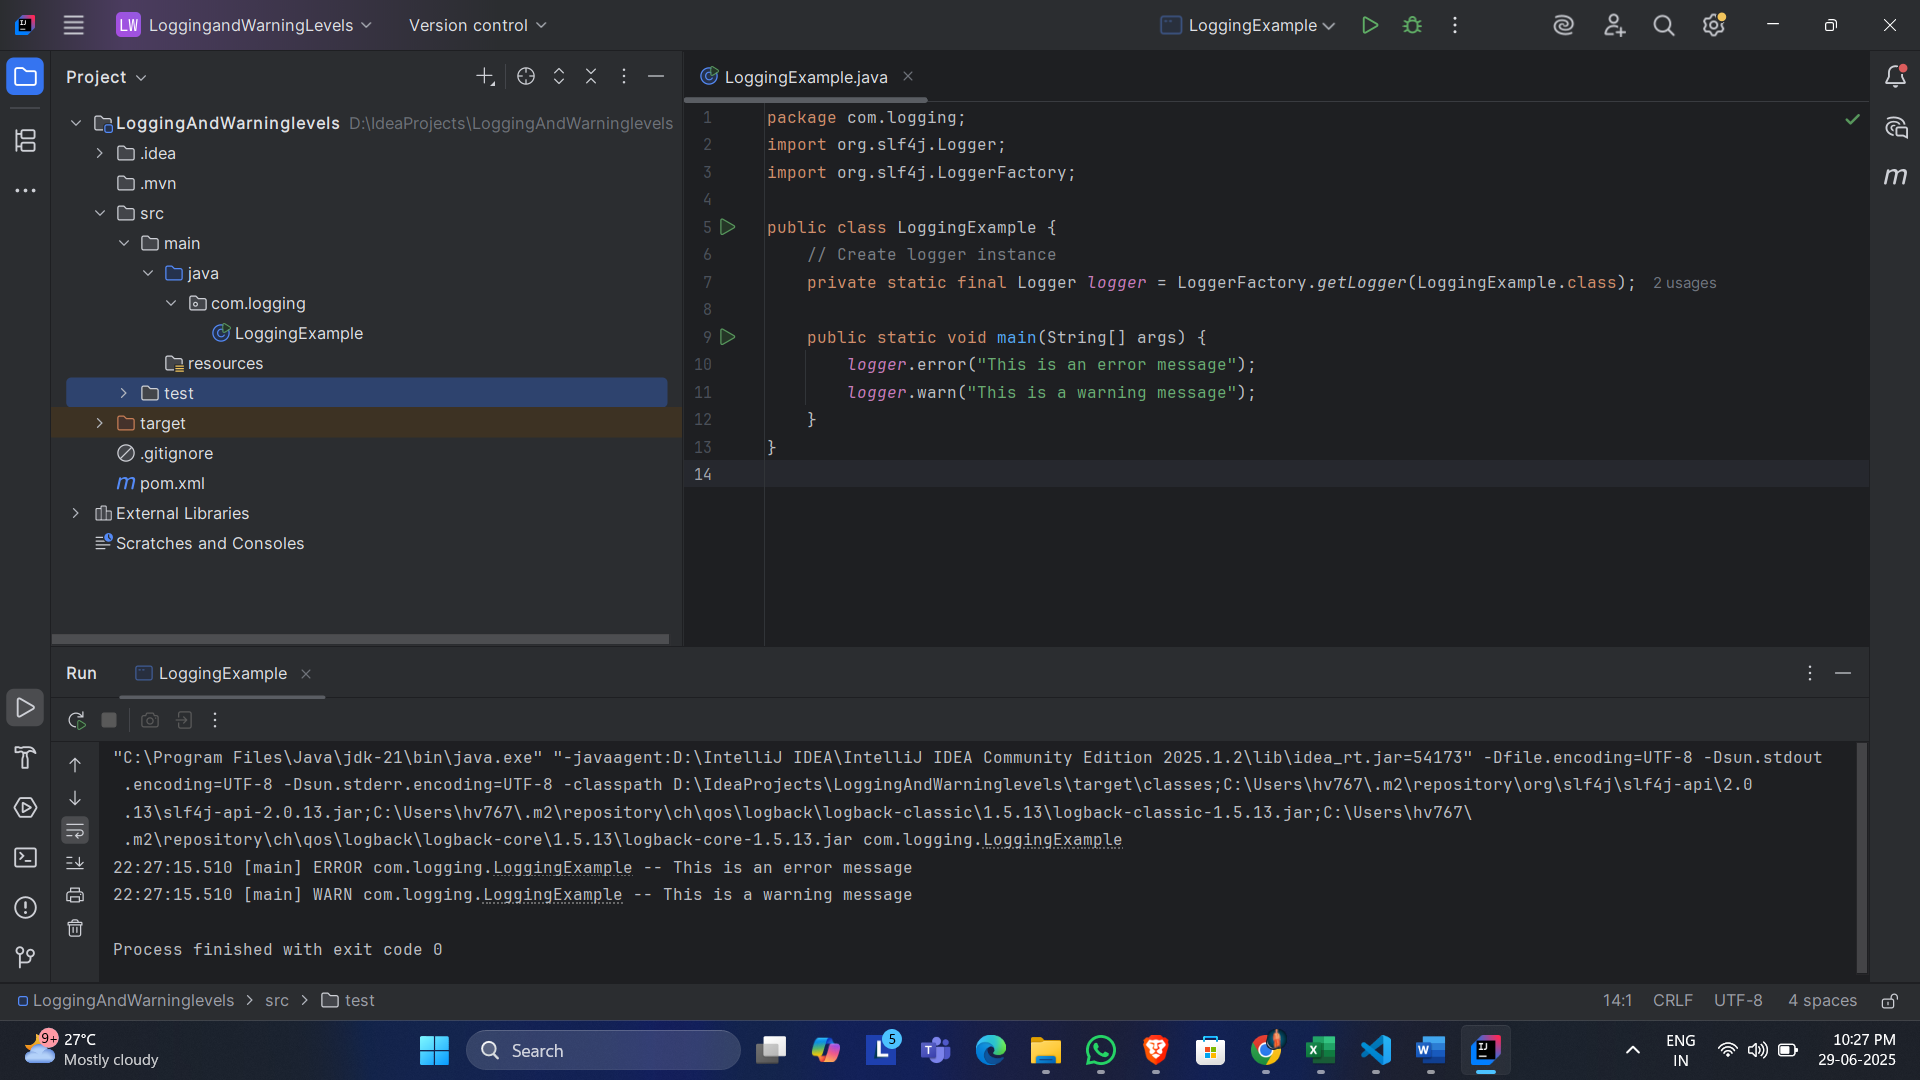 LW LoggingandWarningLevels Version control LoggingExample
Project
LoggingAndWarninglevels D:\IdeaProjects\LoggingAndWarninglevels
.idea
.mvn
src
main
java
com.logging
LoggingExample
resources
test
target
.gitignore
m pom.xml
External Libraries
Scratches and Consoles
LoggingExample.java
1 package com.logging;
2 import org.slf4j.Logger;
3 import org.slf4j.LoggerFactory;
4
5 public class LoggingExample {
6 // Create logger instance
7 private static final Logger logger = LoggerFactory.getLogger(LoggingExample.class); 2 usages
8
9 public static void main(String[] args) {
10 logger.error("This is an error message");
11 logger.warn("This is a warning message");
12 }
13 }
14
m
Run LoggingExample
"C:\Program Files\Java\jdk-21\bin\java.exe" "-javaagent:D:\IntelliJ IDEA\IntelliJ IDEA Community Edition 2025.1.2\lib\idea_rt.jar=54173" -Dfile.encoding=UTF-8 -Dsun.stdout
.encoding=UTF-8 -Dsun.stderr.encoding=UTF-8 -classpath D:\IdeaProjects\LoggingAndWarninglevels\target\classes;C:\Users\hv767\.m2\repository\org\slf4j\slf4j-api\2.0
.13\slf4j-api-2.0.13.jar;C:\Users\hv767\.m2\repository\ch\qos\logback\logback-classic\1.5.13\logback-classic-1.5.13.jar;C:\Users\hv767\
.m2\repository\ch\qos\logback\logback-core\1.5.13\logback-core-1.5.13.jar com.logging.LoggingExample
22:27:15.510 [main] ERROR com.logging.LoggingExample -- This is an error message
22:27:15.510 [main] WARN com.logging.LoggingExample -- This is a warning message
Process finished with exit code 0
LoggingAndWarninglevels > src > test 14:1 CRLF UTF-8 4 spaces
9+ 27°C
Mostly cloudy
Search
L 5
ENG
IN
10:27 PM
29-06-2025